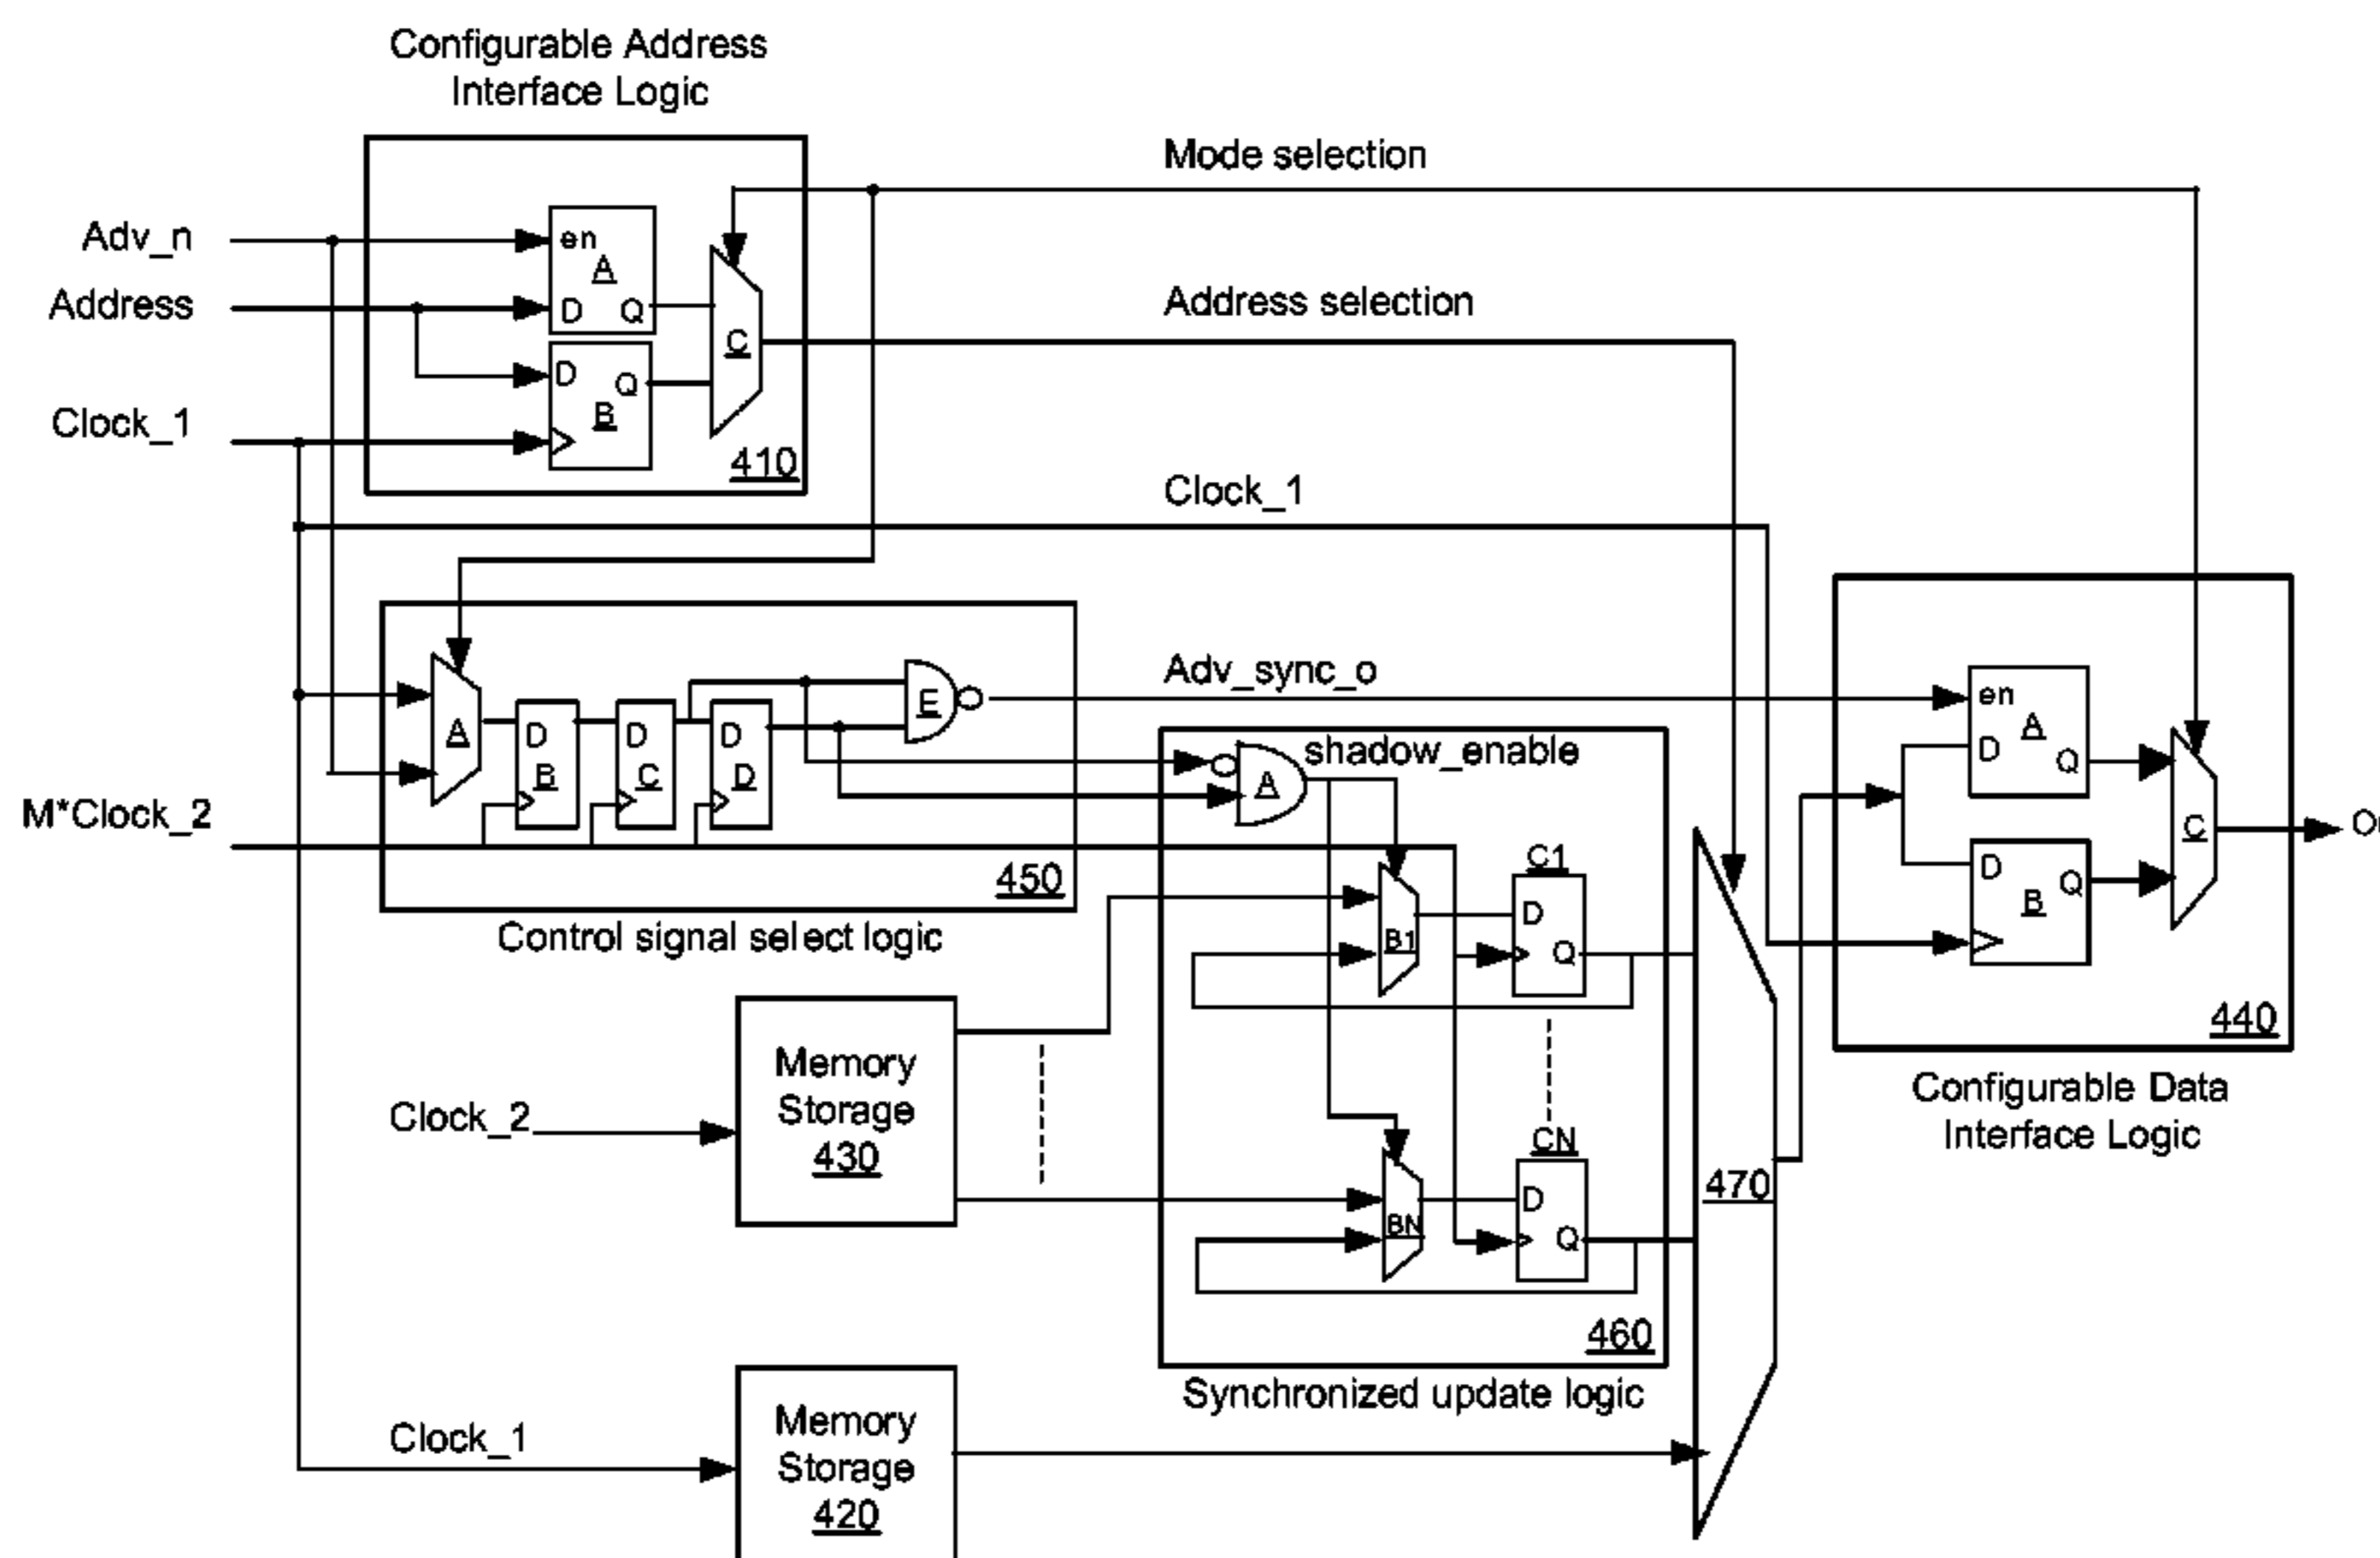 Configurable Address
Interface Logic
Mode selection
Adv_n
en
A
Address
D
Q
Address selection
C
D
Q
B
Clock_1
410
Clock_1
Adv_sync_o
en
A
D
Q
E
A
D
B
D
C
D
D
shadow_enable
A
M*Clock_2
C
D
Q
B
450
Control signal select logic
C1
D
Q
B1
440
Configurable Data
Interface Logic
Memory
Storage
430
Clock_2
CN
D
Q
BN
470
460
Synchronized update logic
Clock_1
Memory
Storage
420